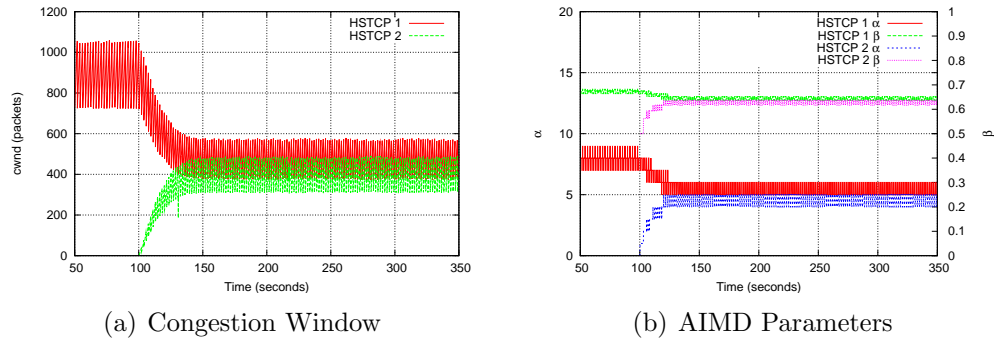 HSTCP 1
HSTCP 2
1200
1000
800
600
400
200
0
cwnd (packets)
50 100 150 200 250 300 350
Time (seconds)
(a) Congestion Window
HSTCP 1 α
HSTCP 1 β
HSTCP 2 α
HSTCP 2 β
20
15
10
5
0
α
1
0.9
0.8
0.7
0.6
0.5
0.4
0.3
0.2
0.1
0
β
50 100 150 200 250 300 350
Time (seconds)
(b) AIMD Parameters